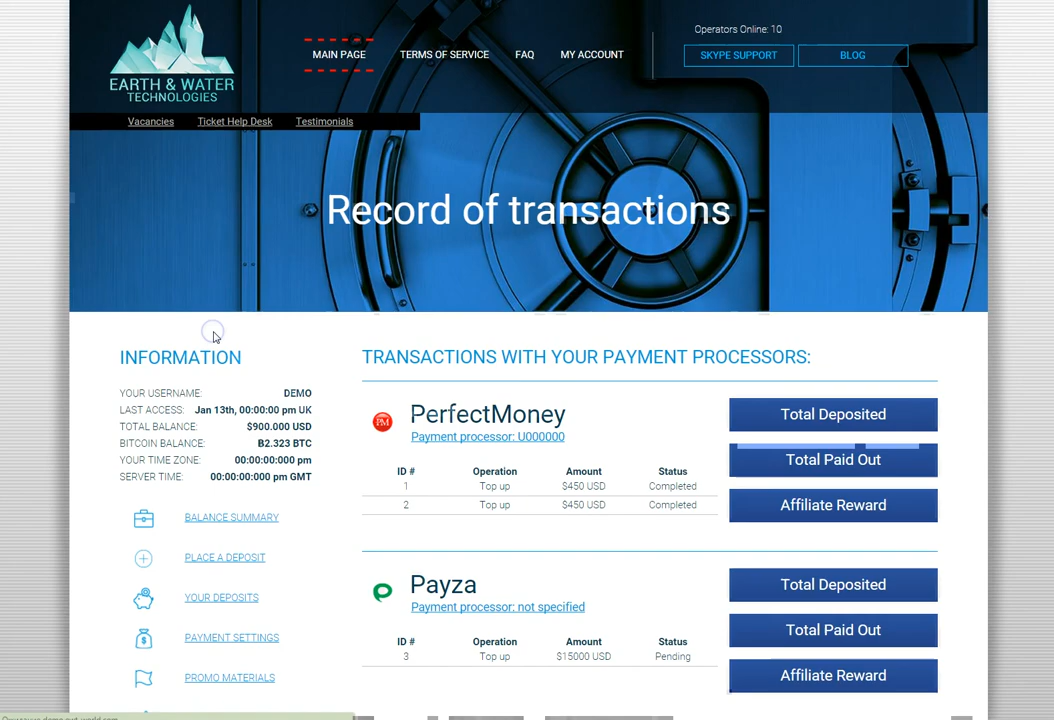 Operators Online: 10
MAIN PAGE TERMS OF SERVICE FAQ MY ACCOUNT SKYPE SUPPORT BLOG
EARTH & WATER
TECHNOLOGIES
Vacancies Ticket Help Desk Testimonials
Record of transactions
INFORMATION
YOUR USERNAME: DEMO
LAST ACCESS: Jan 13th, 00:00:00 pm UK
TOTAL BALANCE: $900.000 USD
BITCOIN BALANCE: Ƀ2.323 BTC
YOUR TIME ZONE: 00:00:00:000 pm
SERVER TIME: 00:00:00:000 pm GMT
BALANCE SUMMARY
PLACE A DEPOSIT
YOUR DEPOSITS
PAYMENT SETTINGS
PROMO MATERIALS
TRANSACTIONS WITH YOUR PAYMENT PROCESSORS:
PM
PerfectMoney
Payment processor: U000000
ID # Operation Amount Status
1 Top up $450 USD Completed
2 Top up $450 USD Completed
Total Deposited
Total Paid Out
Affiliate Reward
Payza
Payment processor: not specified
ID # Operation Amount Status
3 Top up $15000 USD Pending
Total Deposited
Total Paid Out
Affiliate Reward